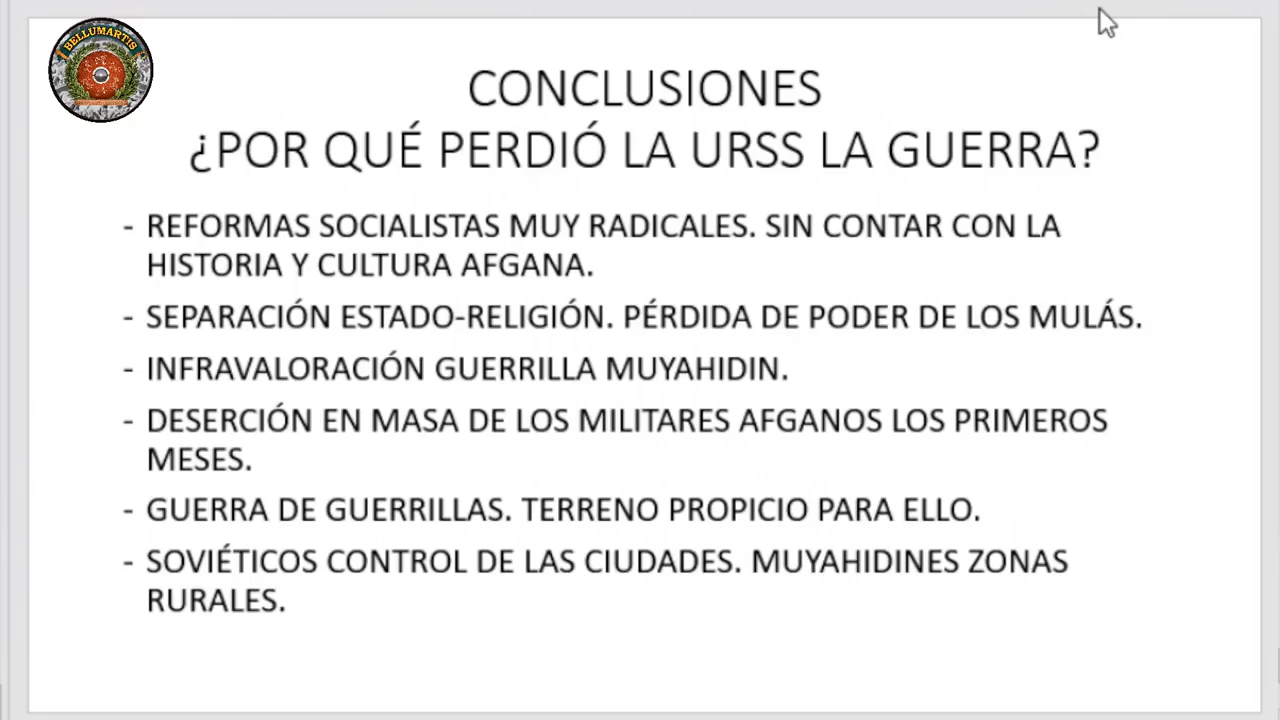 BELLUMARTIS
CONCLUSIONES
¿POR QUÉ PERDIÓ LA URSS LA GUERRA?
- REFORMAS SOCIALISTAS MUY RADICALES. SIN CONTAR CON LA
HISTORIA Y CULTURA AFGANA.
- SEPARACIÓN ESTADO-RELIGIÓN. PÉRDIDA DE PODER DE LOS MULÁS.
- INFRAVALORACIÓN GUERRILLA MUYAHIDIN.
- DESERCIÓN EN MASA DE LOS MILITARES AFGANOS LOS PRIMEROS
MESES.
- GUERRA DE GUERRILLAS. TERRENO PROPICIO PARA ELLO.
- SOVIÉTICOS CONTROL DE LAS CIUDADES. MUYAHIDINES ZONAS
RURALES.